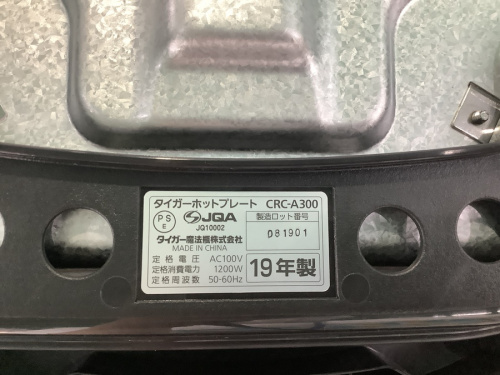 タイガーホットプレート CRC-A300
PS E JQA 製造ロット番号
JQ10002 081901
タイガー魔法瓶株式会社
MADE IN CHINA
定格電圧 AC100V
定格消費電力 1200W 19年製
定格周波数 50-60Hz